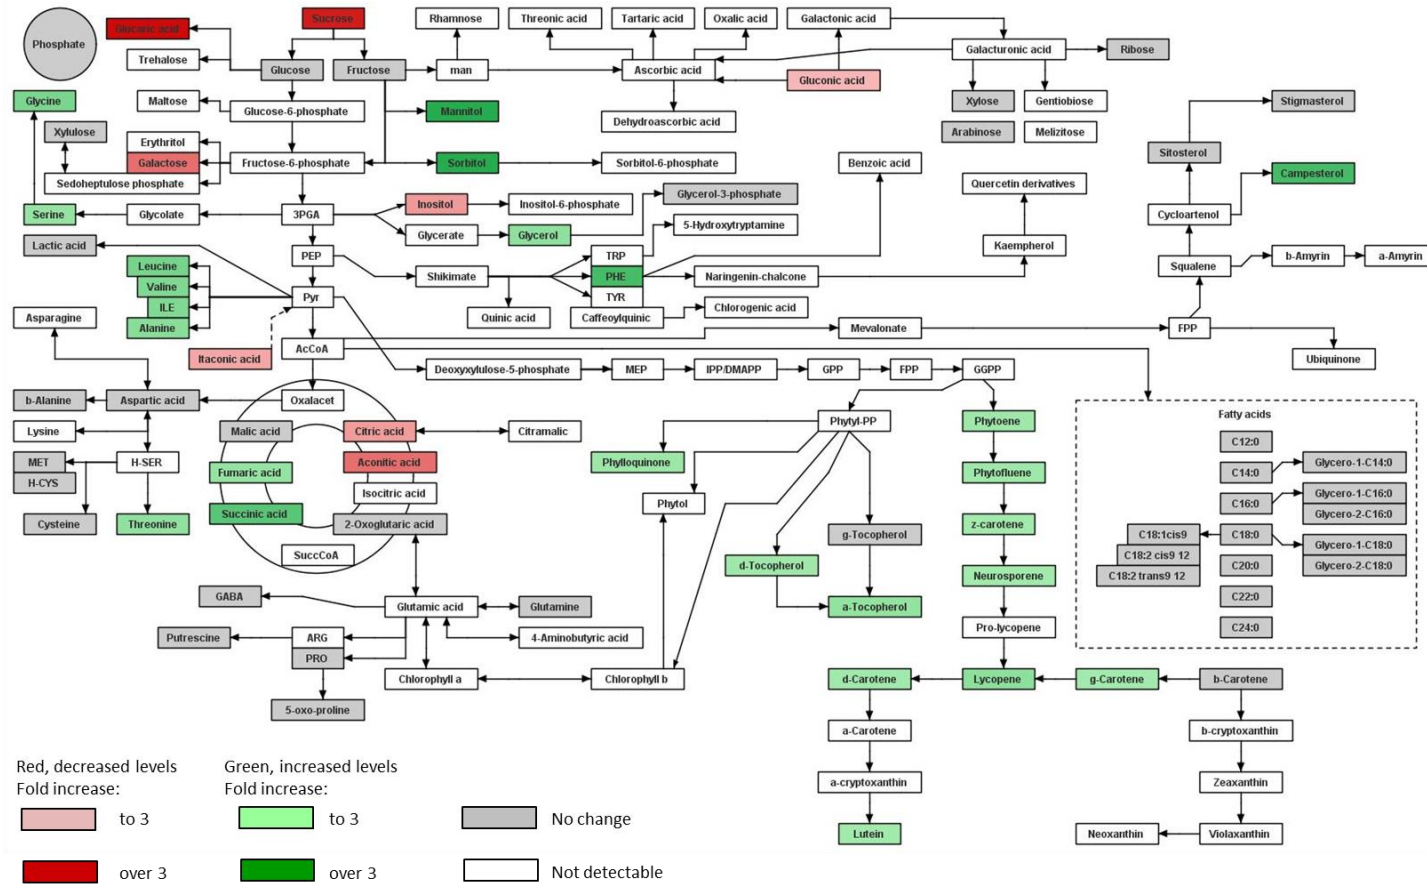 Phosphate
Glucaric acid
Sucrose
Rhamnose
Threonic acid
Tartaric acid
Oxalic acid
Galactonic acid
Trehalose
Glucose
Fructose
man
Ascorbic acid
Gluconic acid
Galacturonic acid
Ribose
Glycine
Maltose
Glucose-6-phosphate
Mannitol
Dehydroascorbic acid
Xylose
Gentiobiose
Stigmasterol
Xylulose
Erythritol
Arabinose
Melizitose
Galactose
Fructose-6-phosphate
Sorbitol
Sorbitol-6-phosphate
Benzoic acid
Sitosterol
Sedoheptulose phosphate
Quercetin derivatives
Campesterol
Serine
Glycolate
3PGA
Inositol
Inositol-6-phosphate
Glycerol-3-phosphate
Cycloartenol
Glycerate
Glycerol
5-Hydroxytryptamine
Lactic acid
PEP
TRP
Kaempherol
Leucine
Shikimate
PHE
Naringenin-chalcone
Squalene
b-Amyrin
a-Amyrin
Valine
Pyr
TYR
ILE
Quinic acid
Caffeoylquinic
Chlorogenic acid
Asparagine
Alanine
Mevalonate
FPP
Itaconic acid
AcCoA
Ubiquinone
Deoxyxylulose-5-phosphate
MEP
IPP/DMAPP
GPP
FPP
GGPP
b-Alanine
Aspartic acid
Oxalacet
Fatty acids
Lysine
Malic acid
Citric acid
Citramalic
Phytyl-PP
Phytoene
C12:0
MET
H-SER
Fumaric acid
Aconitic acid
Phylloquinone
Phytofluene
C14:0
Glycero-1-C14:0
H-CYS
Isocitric acid
Phytol
C16:0
Glycero-1-C16:0
Glycero-2-C16:0
Cysteine
Threonine
Succinic acid
2-Oxoglutaric acid
g-Tocopherol
z-carotene
C18:1cis9
C18:0
Glycero-1-C18:0
SuccCoA
d-Tocopherol
C18:2 cis9 12
C20:0
Glycero-2-C18:0
Neurosporene
C18:2 trans9 12
GABA
Glutamic acid
Glutamine
a-Tocopherol
C22:0
Putrescine
ARG
4-Aminobutyric acid
Pro-lycopene
C24:0
PRO
Chlorophyll a
Chlorophyll b
d-Carotene
Lycopene
g-Carotene
b-Carotene
5-oxo-proline
a-Carotene
b-cryptoxanthin
a-cryptoxanthin
Zeaxanthin
Lutein
Neoxanthin
Violaxanthin
Red, decreased levels
Fold increase:
to 3
over 3
Green, increased levels
Fold increase:
to 3
over 3
No change
Not detectable